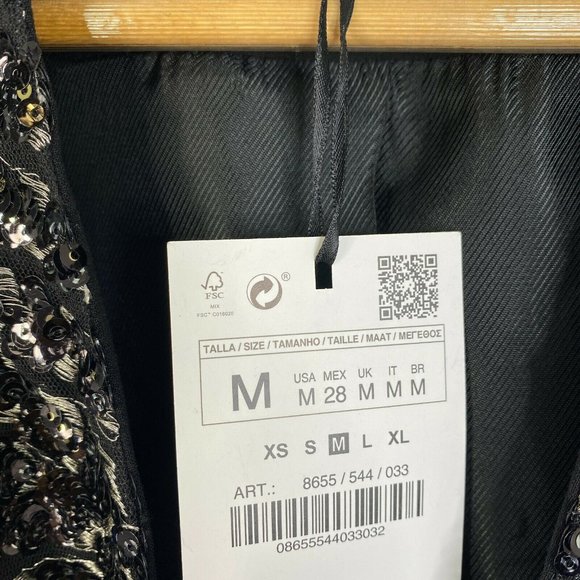 FSC
MIX
FSC® C018020
®
TALLA / SIZE / TAMANHO / TAILLE / MAAT / ΜΕΓΕΘΟΣ
M
USA MEX UK IT BR
M 28 M M M
XS S M L XL
ART.: 8655 / 544 / 033
08655544033032